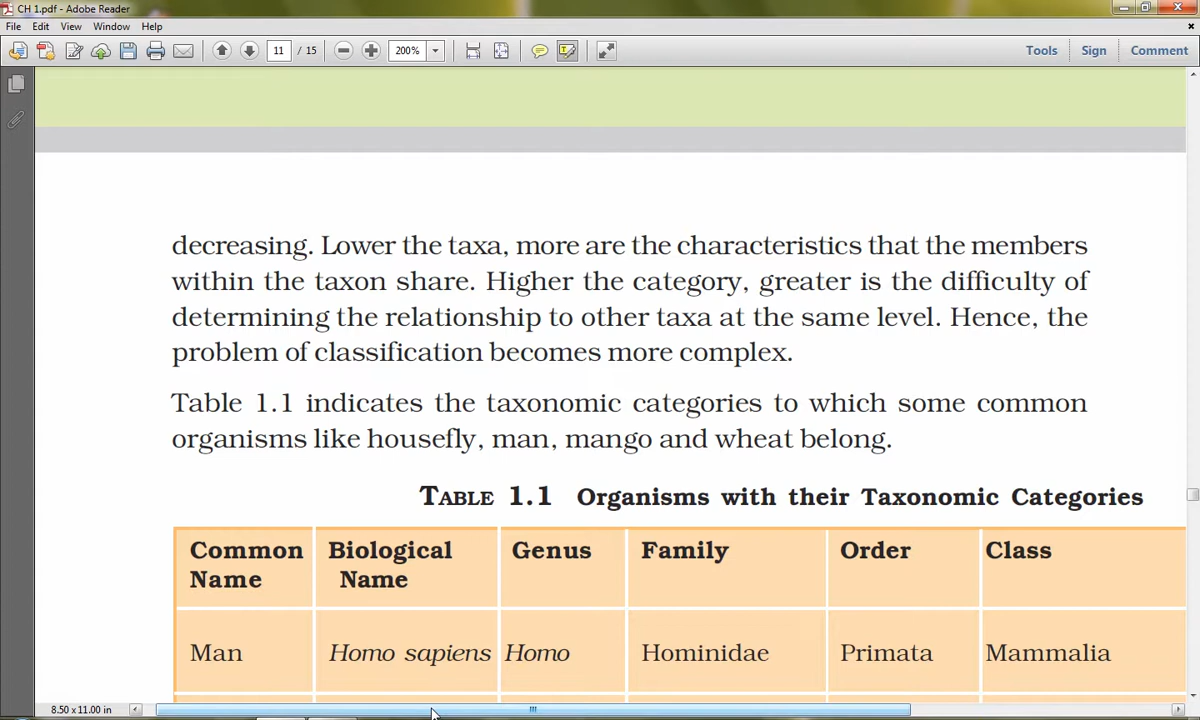 CH 1.pdf - Adobe Reader
File Edit View Window Help
11 / 15 200% Tools Sign Comment
decreasing. Lower the taxa, more are the characteristics that the members
within the taxon share. Higher the category, greater is the difficulty of
determining the relationship to other taxa at the same level. Hence, the
problem of classification becomes more complex.
Table 1.1 indicates the taxonomic categories to which some common
organisms like housefly, man, mango and wheat belong.
TABLE 1.1 Organisms with their Taxonomic Categories
Common Name Biological Name Genus Family Order Class
Man Homo sapiens Homo Hominidae Primata Mammalia
8.50 x 11.00 in